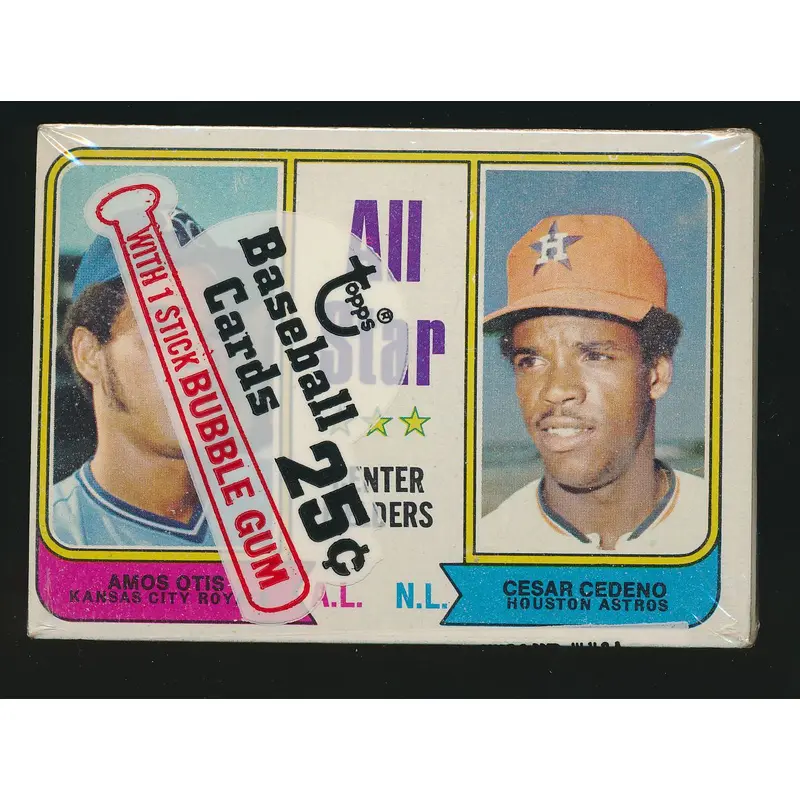 All
Star
ENTER
DERS
topps®
Baseball 25¢
Cards
WITH 1 STICK BUBBLE GUM
H
AMOS OTIS
KANSAS CITY ROY
A.L. N.L.
CESAR CEDENO
HOUSTON ASTROS